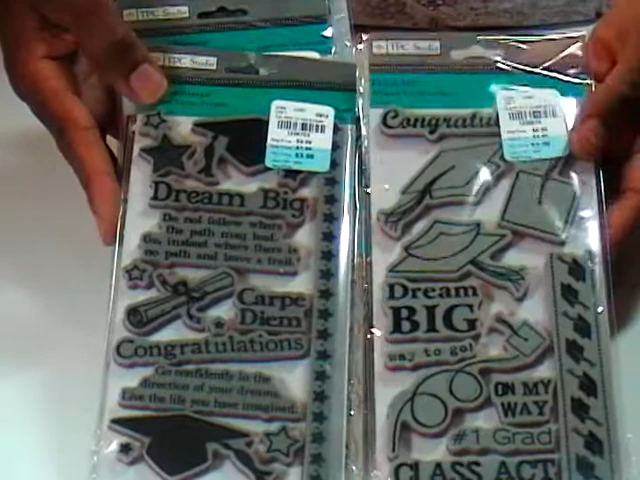 TPC Studio
TPC Studio
TPC Studio
Dream Big
Do not follow where
the path may lead.
Go, instead where there is
no path and leave a trail.
Carpe
Diem
Congratulations
Go confidently in the
direction of your dreams.
Live the life you have imagined.
Congratu
Dream
BIG
way to go!
ON MY
WAY
#1 Grad
CLASS ACT